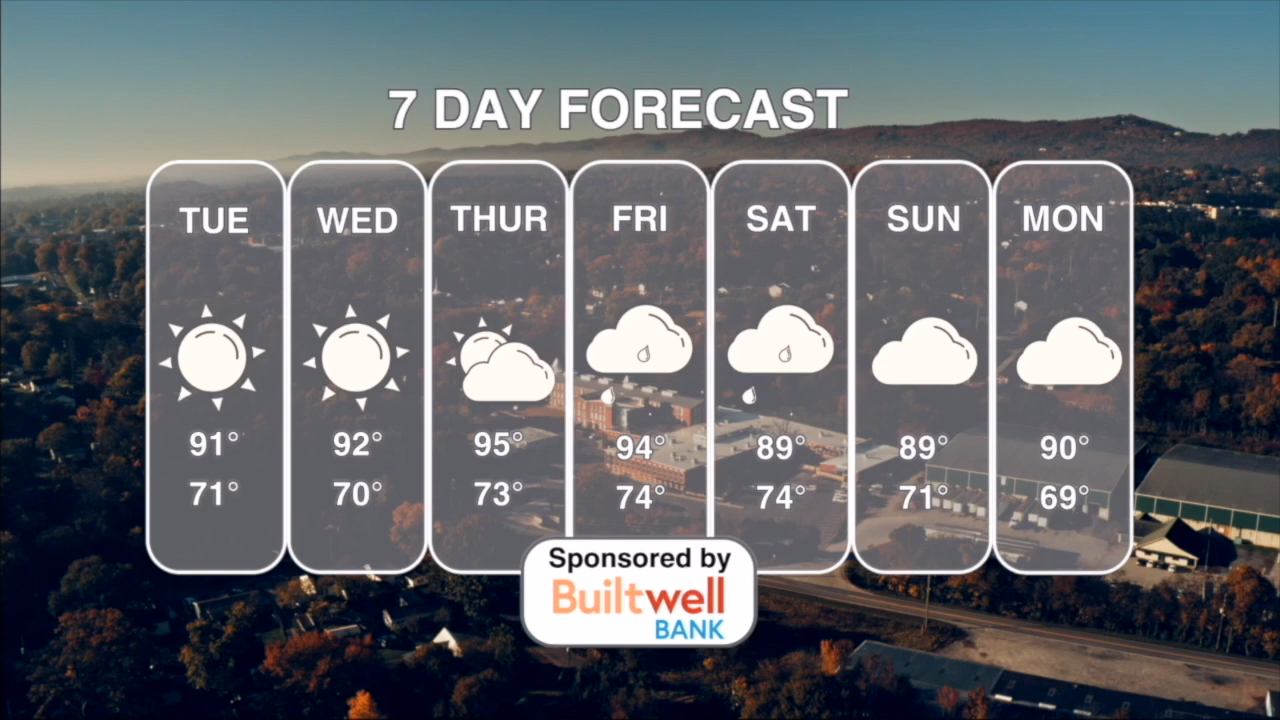 7 DAY FORECAST
TUE WED THUR FRI SAT SUN MON
91° 92° 95° 94° 89° 89° 90°
71° 70° 73° 74° 74° 71° 69°
Sponsored by
Builtwell
BANK